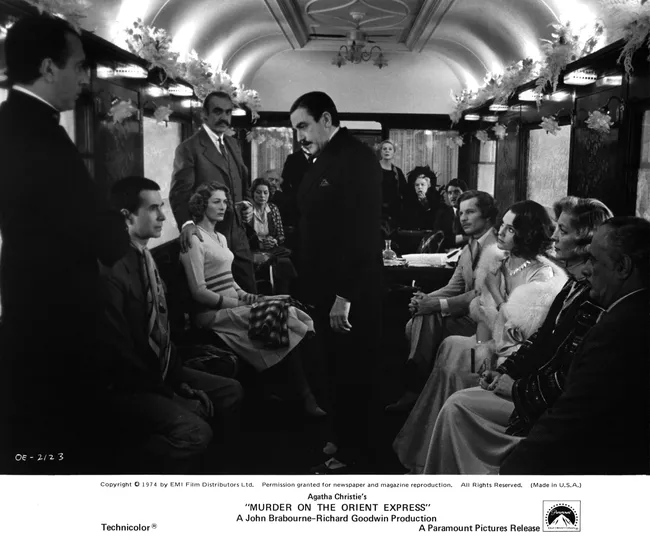 OE-2123
Copyright © 1974 by EMI Film Distributors Ltd. Permission granted for newspaper and magazine reproduction. All Rights Reserved. (Made in U.S.A.)
Agatha Christie's
"MURDER ON THE ORIENT EXPRESS"
A John Brabourne-Richard Goodwin Production
Technicolor® A Paramount Pictures Release
Paramount